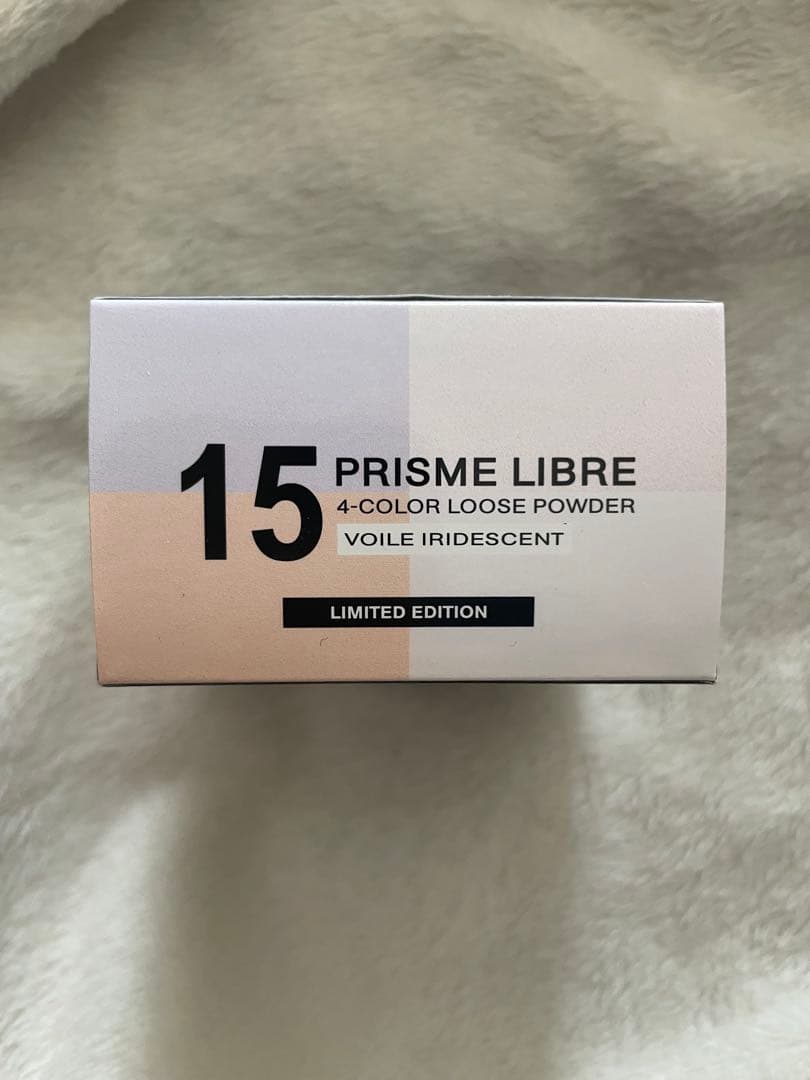 15 PRISME LIBRE
4-COLOR LOOSE POWDER
VOILE IRIDESCENT
LIMITED EDITION